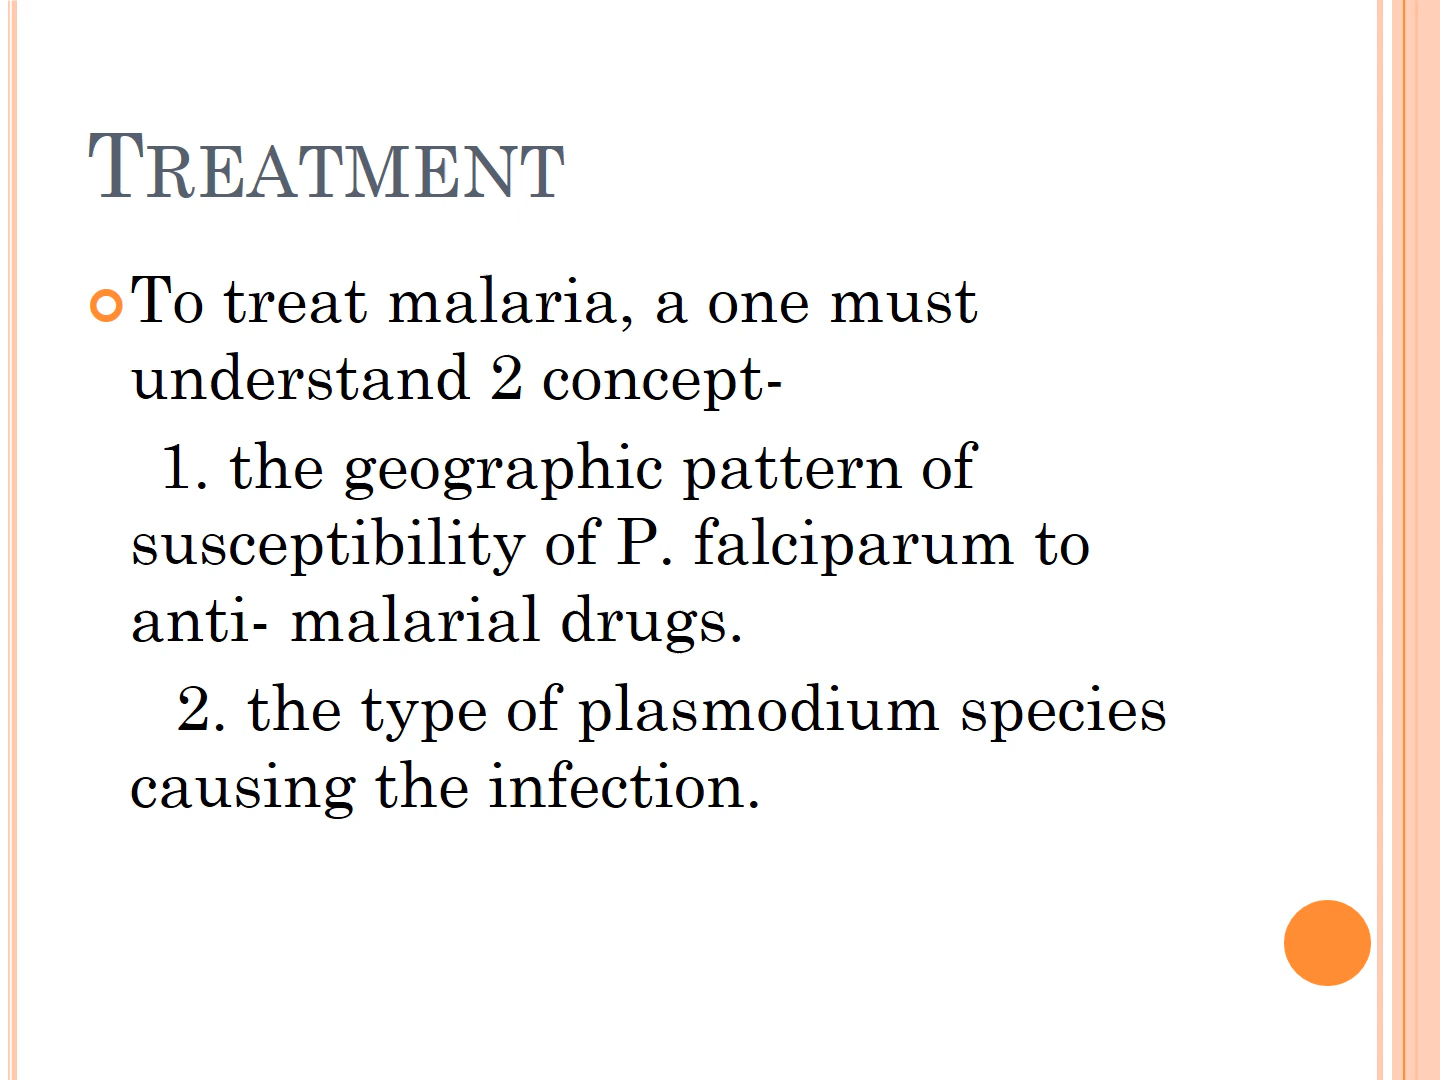 TREATMENT
To treat malaria, a one must
understand 2 concept-
1. the geographic pattern of
susceptibility of P. falciparum to
anti- malarial drugs.
2. the type of plasmodium species
causing the infection.